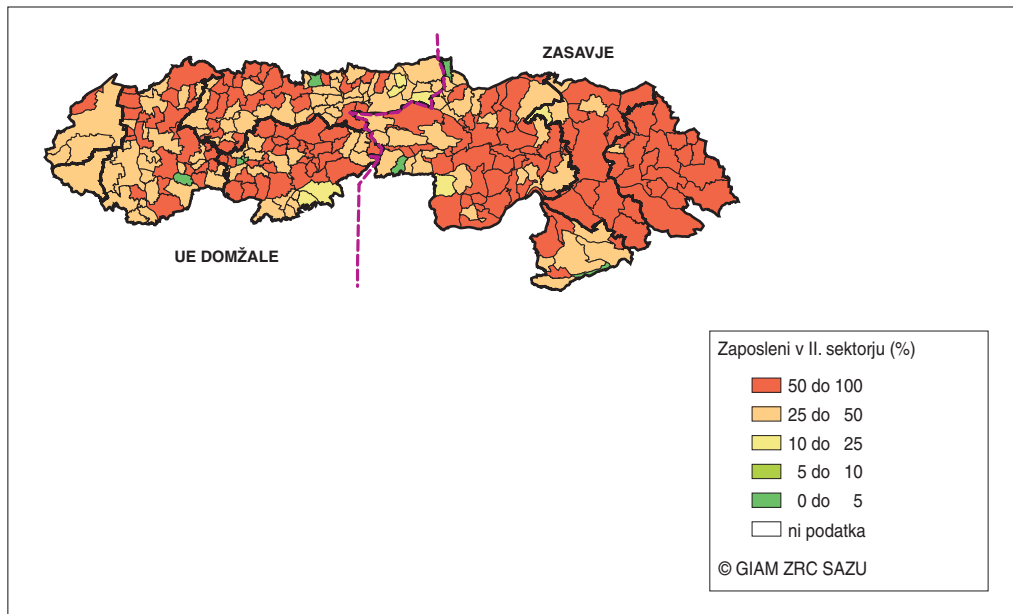 ZASAVJE
UE DOMŽALE
Zaposleni v II. sektorju (%)
50 do 100
25 do 50
10 do 25
5 do 10
0 do 5
ni podatka
© GIAM ZRC SAZU